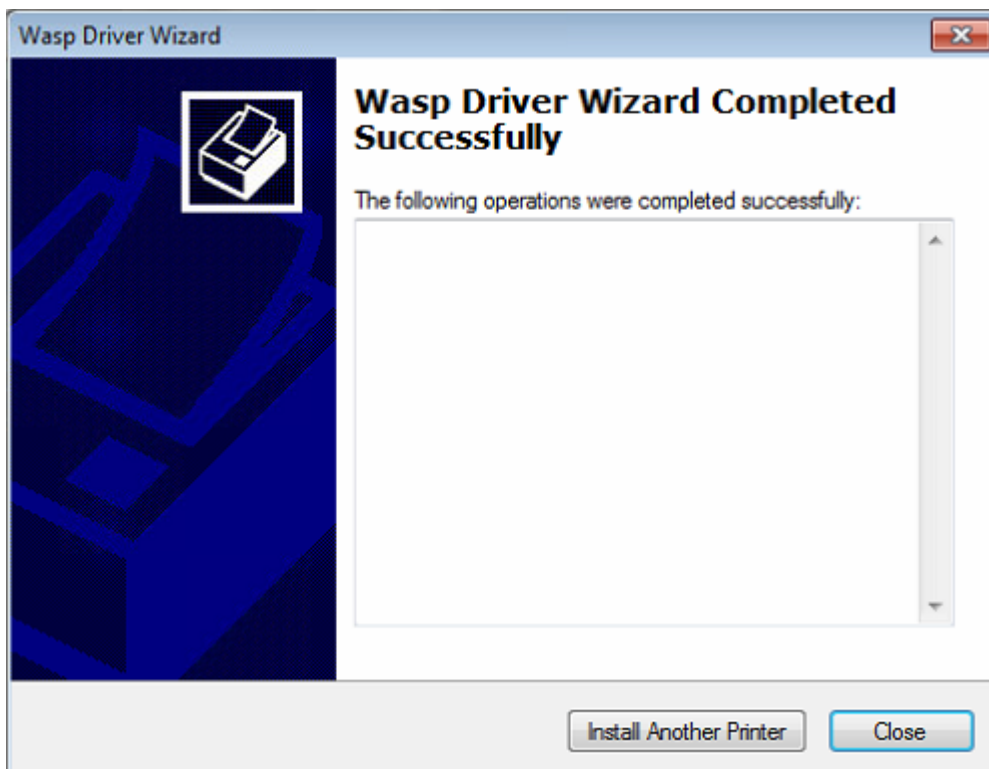 Wasp Driver Wizard
Wasp Driver Wizard Completed
Successfully
The following operations were completed successfully:
Install Another Printer
Close